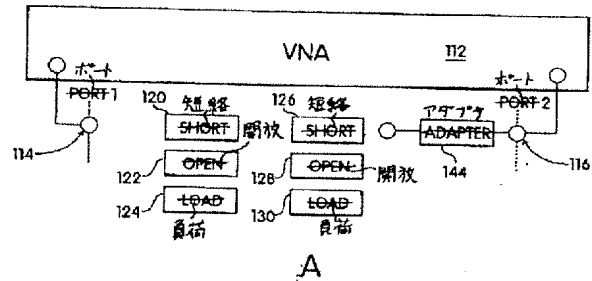 VNA 112
ポート ポート
PORT 1 PORT 2
120 短絡 126 短絡 アダプタ
SHORT SHORT ADAPTER
114 開放 144 116
122 OPEN 128 OPEN 開放
124 LOAD 130 LOAD
負荷 負荷
A